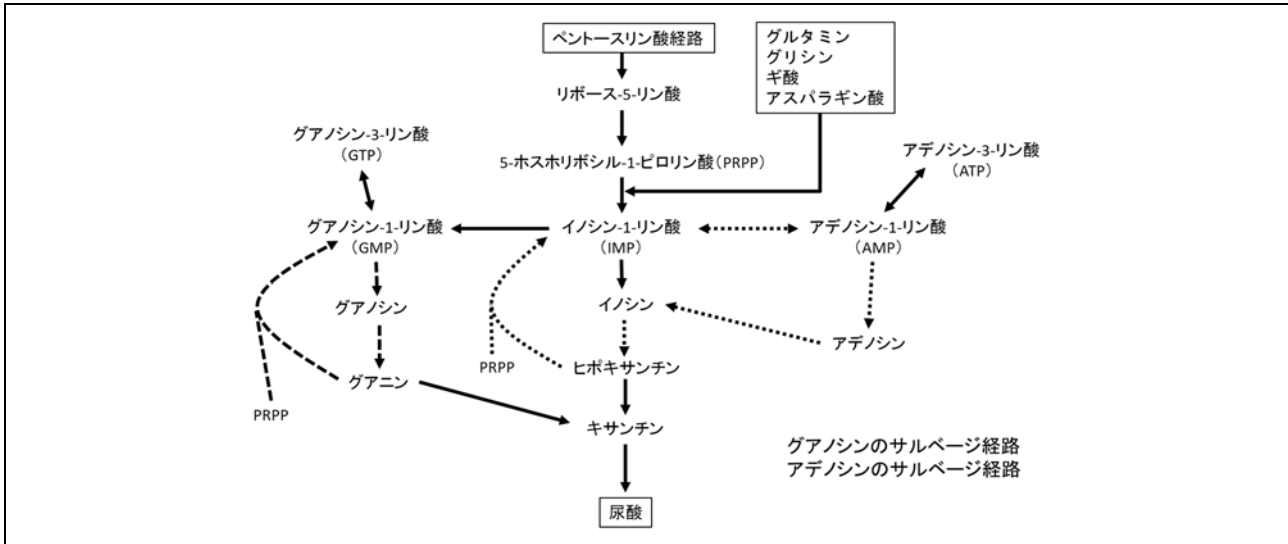 ペントースリン酸経路
グルタミン
グリシン
ギ酸
アスパラギン酸
リボース-5-リン酸
グアノシン-3-リン酸
(GTP)
5-ホスホリボシル-1-ピロリン酸(PRPP)
アデノシン-3-リン酸
(ATP)
グアノシン-1-リン酸
(GMP)
イノシン-1-リン酸
(IMP)
アデノシン-1-リン酸
(AMP)
グアノシン
イノシン
アデノシン
PRPP
ヒポキサンチン
グアニン
PRPP
キサンチン
グアノシンのサルベージ経路
アデノシンのサルベージ経路
尿酸